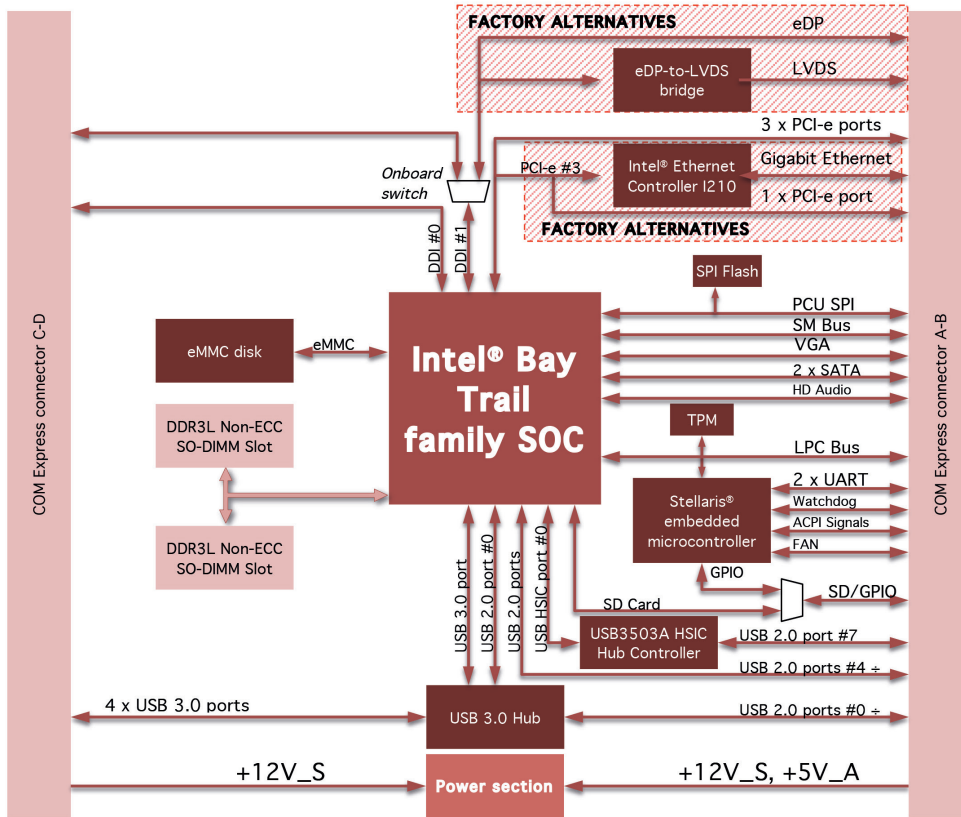 FACTORY ALTERNATIVES
eDP
eDP-to-LVDS
bridge
LVDS
3 x PCI-e ports
Onboard
switch
PCI-e #3
Intel® Ethernet
Controller I210
Gigabit Ethernet
1 x PCI-e port
FACTORY ALTERNATIVES
DDI #0
DDI #1
SPI Flash
PCU SPI
SM Bus
VGA
2 x SATA
HD Audio
eMMC disk
eMMC
Intel® Bay
Trail
family SOC
COM Express connector C-D
COM Express connector A-B
DDR3L Non-ECC
SO-DIMM Slot
DDR3L Non-ECC
SO-DIMM Slot
TPM
LPC Bus
Stellaris®
embedded
microcontroller
2 x UART
Watchdog
ACPI Signals
FAN
GPIO
SD/GPIO
SD Card
USB 3.0 port
USB 2.0 port #0
USB 2.0 ports
USB HSIC port #0
USB3503A HSIC
Hub Controller
USB 2.0 port #7
USB 2.0 ports #4 ÷
4 x USB 3.0 ports
USB 3.0 Hub
USB 2.0 ports #0 ÷
+12V_S
Power section
+12V_S, +5V_A